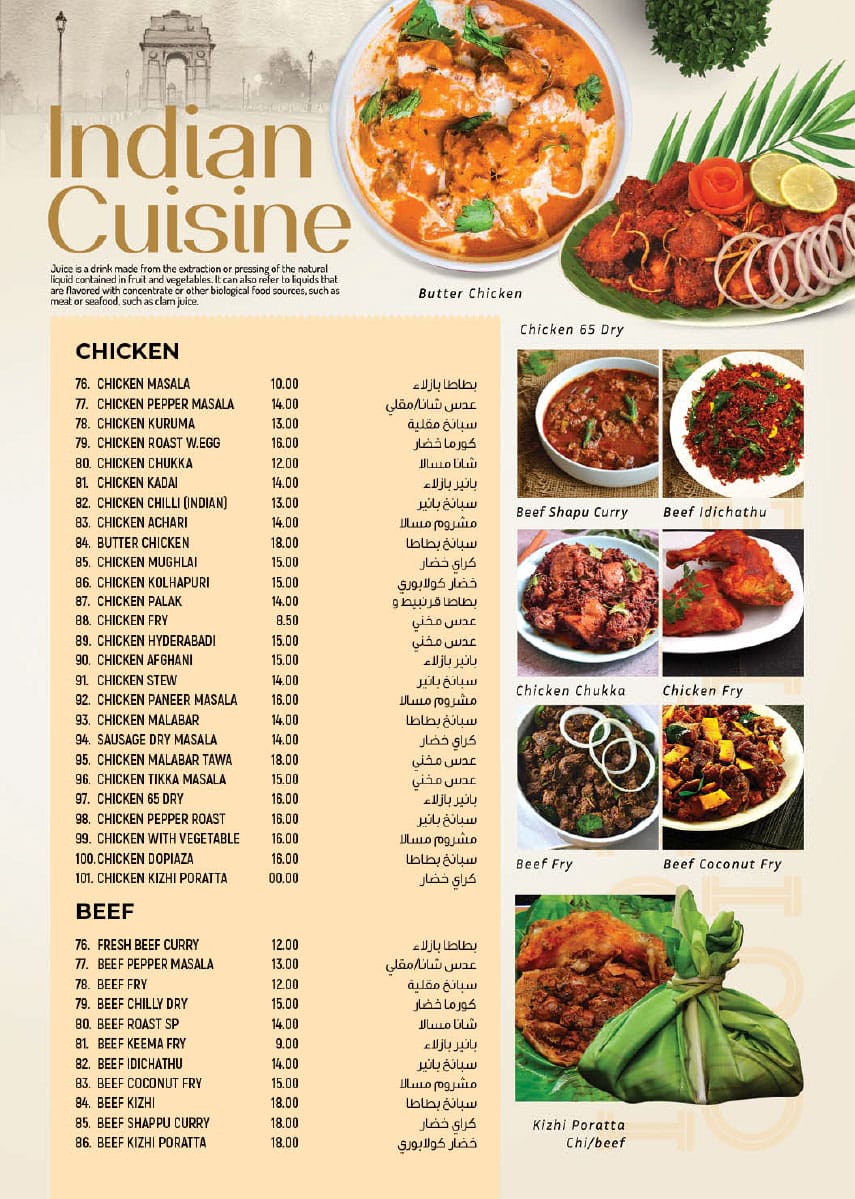 Indian
Cuisine
Juice is a drink made from the extraction or pressing of the natural
liquid contained in fruit and vegetables. It can also refer to liquids that
are flavored with concentrate or other biological food sources, such as
meat or seafood, such as clam juice.
Butter Chicken
Chicken 65 Dry
CHICKEN
76. CHICKEN MASALA 10.00 بطاطا بازلاء
77. CHICKEN PEPPER MASALA 14.00 عدس شانا/مقلي
78. CHICKEN KURUMA 13.00 سبانخ مقلية
79. CHICKEN ROAST W.EGG 16.00 كورما خضار
80. CHICKEN CHUKKA 12.00 شانا مسالا
81. CHICKEN KADAI 14.00 بانير بازلاء
82. CHICKEN CHILLI (INDIAN) 13.00 سبانخ بانير
83. CHICKEN ACHARI 14.00 مشروم مسالا
84. BUTTER CHICKEN 18.00 سبانخ بطاطا
85. CHICKEN MUGHLAI 15.00 كراي خضار
86. CHICKEN KOLHAPURI 15.00 خضار كولابوري
87. CHICKEN PALAK 14.00 بطاطا قرنبيط و
88. CHICKEN FRY 8.50 عدس مخني
89. CHICKEN HYDERABADI 15.00 عدس مخني
90. CHICKEN AFGHANI 15.00 بانير بازلاء
91. CHICKEN STEW 14.00 سبانخ بانير
92. CHICKEN PANEER MASALA 16.00 مشروم مسالا
93. CHICKEN MALABAR 14.00 سبانخ بطاطا
94. SAUSAGE DRY MASALA 14.00 كراي خضار
95. CHICKEN MALABAR TAWA 18.00 عدس مخني
96. CHICKEN TIKKA MASALA 15.00 عدس مخني
97. CHICKEN 65 DRY 16.00 بانير بازلاء
98. CHICKEN PEPPER ROAST 16.00 سبانخ بانير
99. CHICKEN WITH VEGETABLE 16.00 مشروم مسالا
100. CHICKEN DOPIAZA 16.00 سبانخ بطاطا
101. CHICKEN KIZHI PORATTA 00.00 كراي خضار
BEEF
76. FRESH BEEF CURRY 12.00 بطاطا بازلاء
77. BEEF PEPPER MASALA 13.00 عدس شانا/مقلي
78. BEEF FRY 12.00 سبانخ مقلية
79. BEEF CHILLY DRY 15.00 كورما خضار
80. BEEF ROAST SP 14.00 شانا مسالا
81. BEEF KEEMA FRY 9.00 بانير بازلاء
82. BEEF IDICHATHU 14.00 سبانخ بانير
83. BEEF COCONUT FRY 15.00 مشروم مسالا
84. BEEF KIZHI 18.00 سبانخ بطاطا
85. BEEF SHAPPU CURRY 18.00 كراي خضار
86. BEEF KIZHI PORATTA 18.00 خضار كولابوري
Beef Shapu Curry
Beef Idichathu
Chicken Chukka
Chicken Fry
Beef Fry
Beef Coconut Fry
Kizhi Poratta
Chi/beef